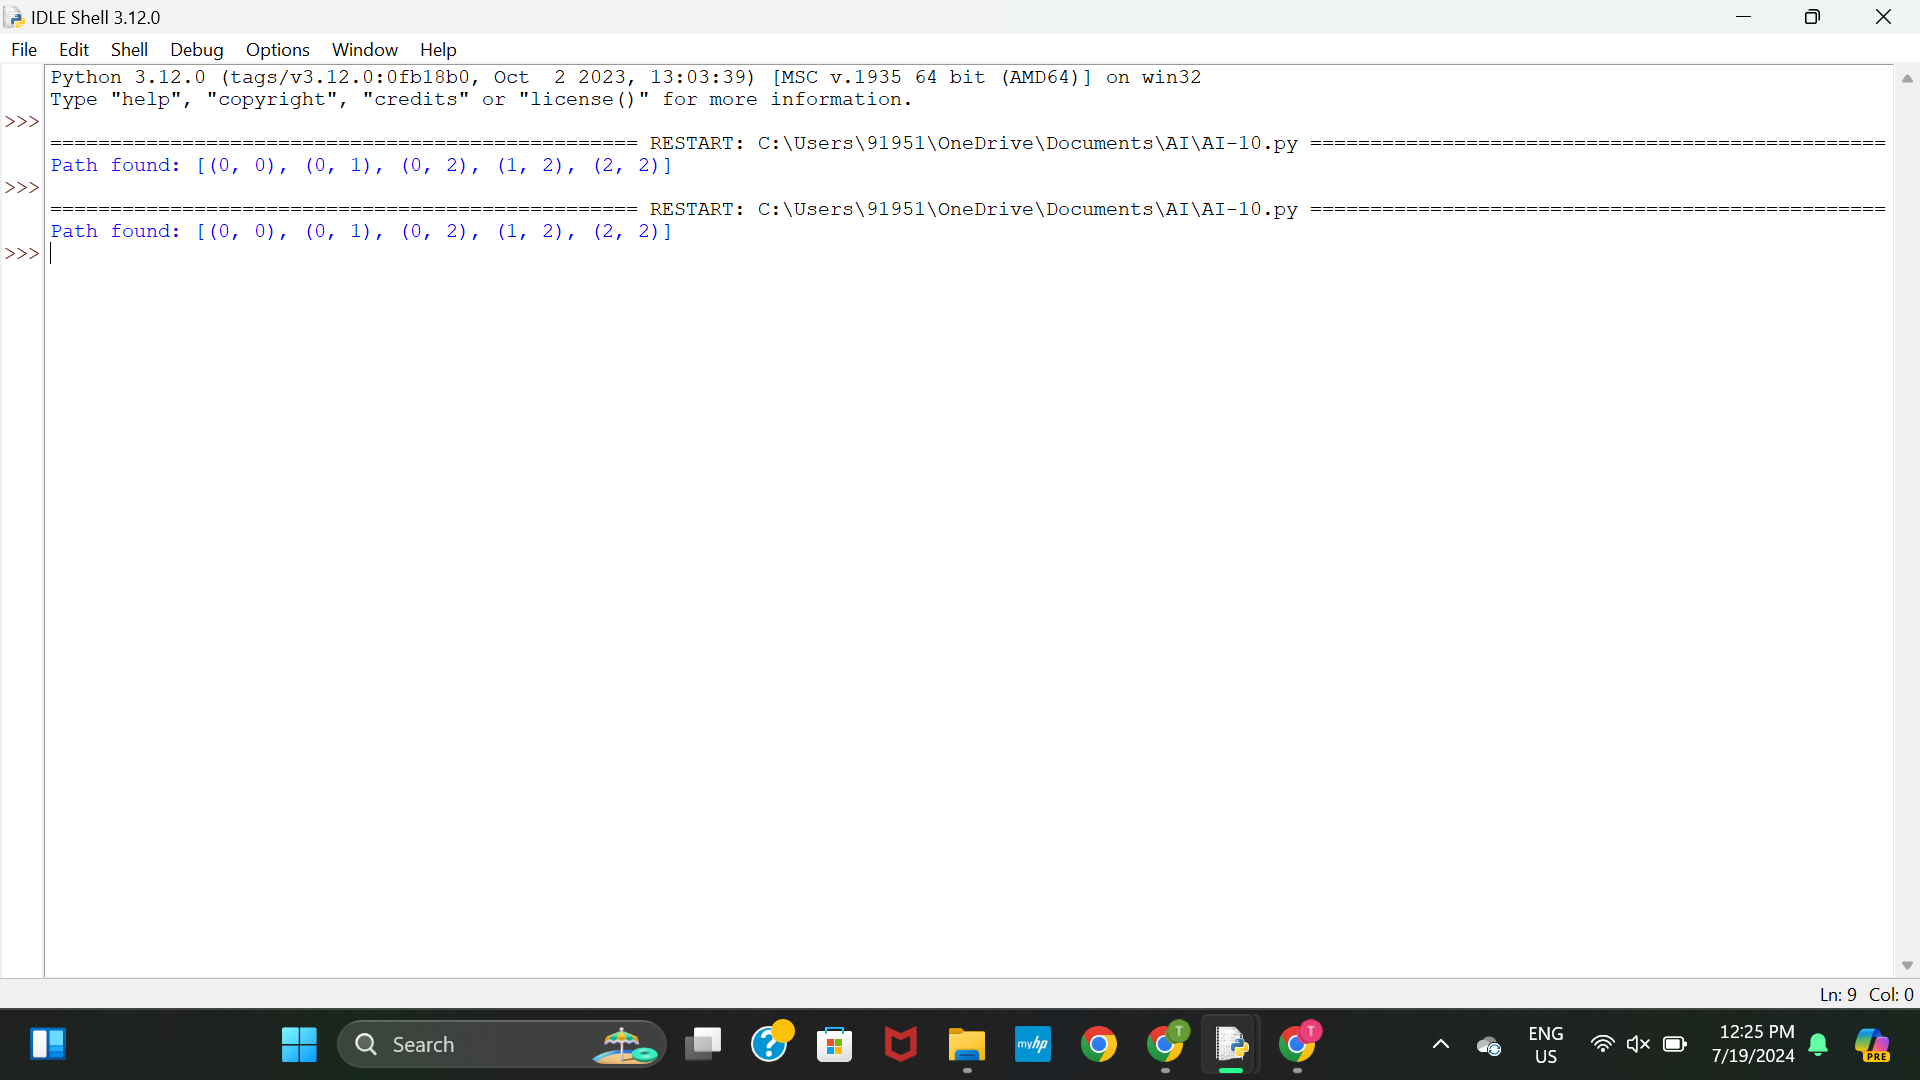 IDLE Shell 3.12.0
File Edit Shell Debug Options Window Help
Python 3.12.0 (tags/v3.12.0:0fb18b0, Oct  2 2023, 13:03:39) [MSC v.1935 64 bit (AMD64)] on win32
Type "help", "copyright", "credits" or "license()" for more information.
>>>
================================================= RESTART: C:\Users\91951\OneDrive\Documents\AI\AI-10.py ================================================
Path found: [(0, 0), (0, 1), (0, 2), (1, 2), (2, 2)]
>>>
================================================= RESTART: C:\Users\91951\OneDrive\Documents\AI\AI-10.py ================================================
Path found: [(0, 0), (0, 1), (0, 2), (1, 2), (2, 2)]
>>>
Ln: 9 Col: 0
Search
myhp
T
T
ENG
US
12:25 PM
7/19/2024
PRE